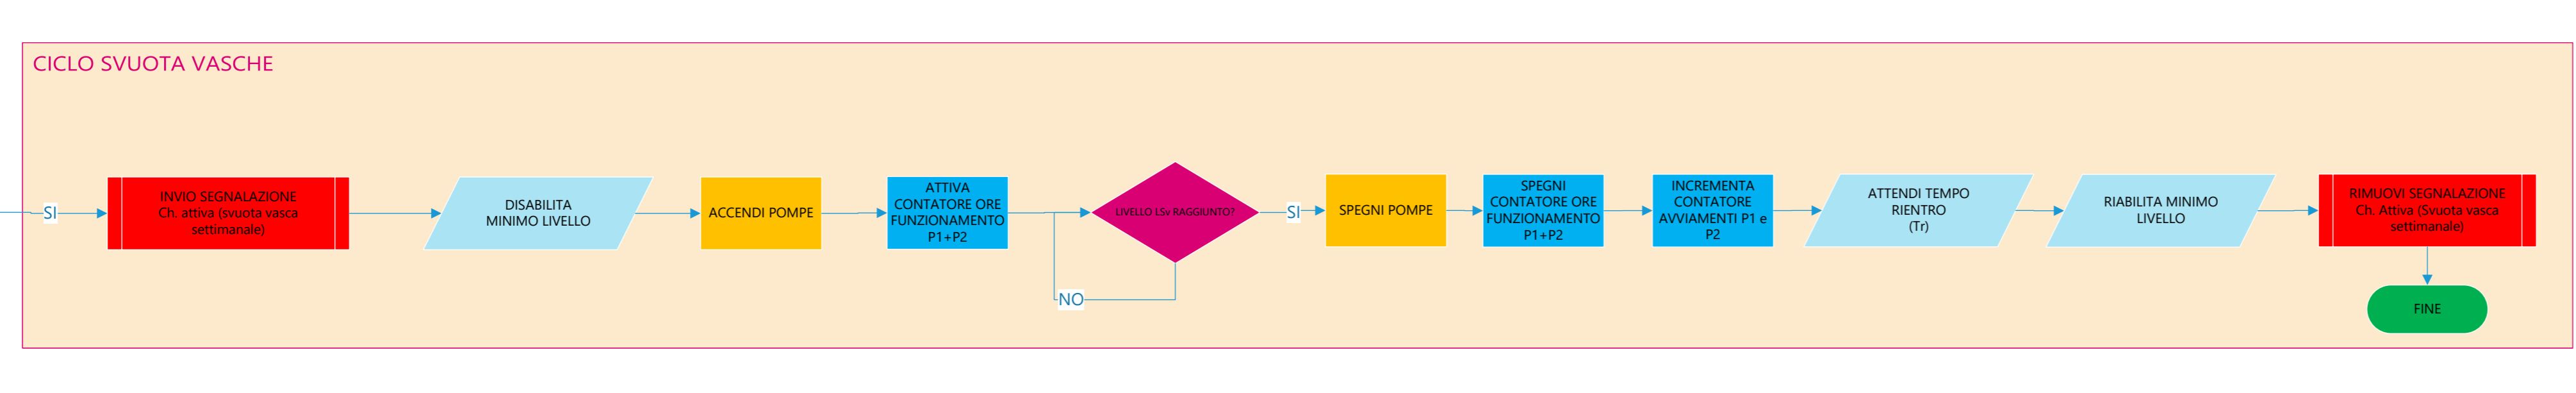 CICLO SVUOTA VASCHE
SI
INVIO SEGNALAZIONE
Ch. attiva (svuota vasca
settimanale)
DISABILITA
MINIMO LIVELLO
ACCENDI POMPE
ATTIVA
CONTATORE ORE
FUNZIONAMENTO
P1+P2
LIVELLO LSv RAGGIUNTO?
NO
SI
SPEGNI POMPE
SPEGNI
CONTATORE ORE
FUNZIONAMENTO
P1+P2
INCREMENTA
CONTATORE
AVVIAMENTI P1 e
P2
ATTENDI TEMPO
RIENTRO
(Tr)
RIABILITA MINIMO
LIVELLO
RIMUOVI SEGNALAZIONE
Ch. Attiva (Svuota vasca
settimanale)
FINE